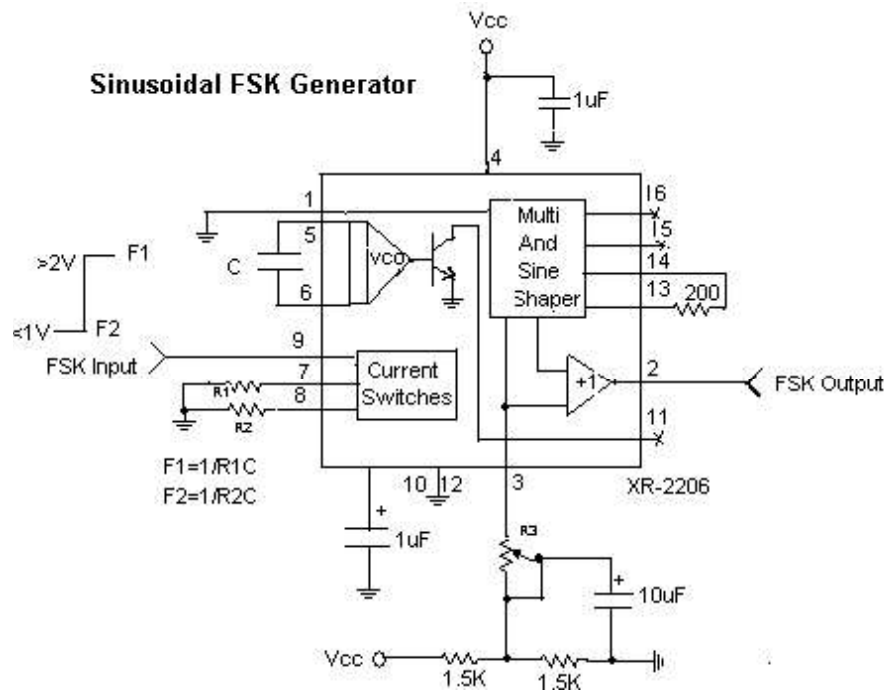 Vcc
Sinusoidal FSK Generator
1uF
4
1
I6
5
Multi
And
Sine
Shaper
I5
14
>2V
F1
C
VCO
13
200
6
<1V
F2
9
FSK Input
7
Current
Switches
+1
2
FSK Output
R1
8
R2
11
F1=1/R1C
F2=1/R2C
10
12
3
XR-2206
+
1uF
R3
+
10uF
Vcc
1.5K
1.5K